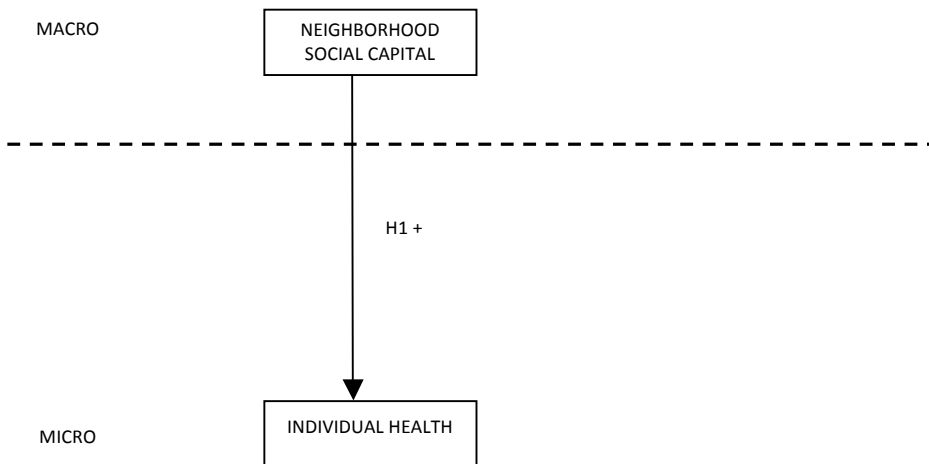 MACRO
NEIGHBORHOOD
SOCIAL CAPITAL
H1 +
INDIVIDUAL HEALTH
MICRO